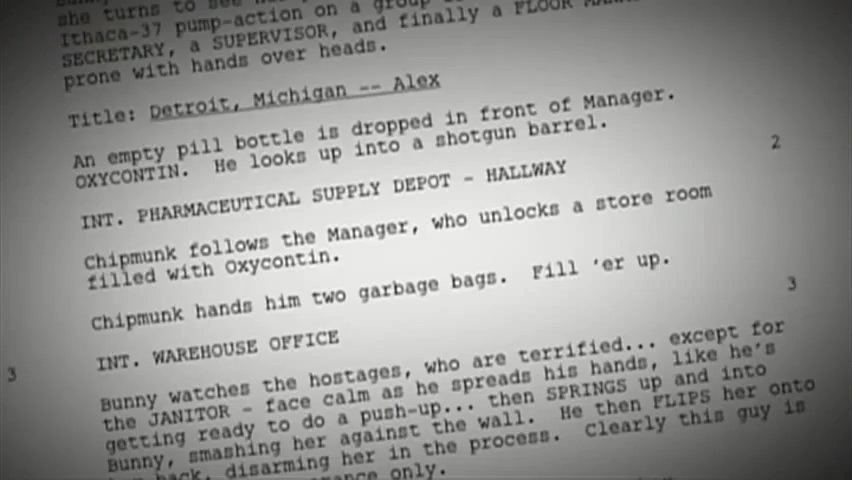 she turns to see
Ithaca-37 pump-action on a group
SECRETARY, a SUPERVISOR, and finally a FLOOR
prone with hands over heads.
Title: Detroit, Michigan -- Alex
An empty pill bottle is dropped in front of Manager.
OXYCONTIN. He looks up into a shotgun barrel.
2
INT. PHARMACEUTICAL SUPPLY DEPOT - HALLWAY
Chipmunk follows the Manager, who unlocks a store room
filled with Oxycontin.
Chipmunk hands him two garbage bags. Fill 'er up.
3
3 INT. WAREHOUSE OFFICE
Bunny watches the hostages, who are terrified... except for
the JANITOR - face calm as he spreads his hands, like he's
getting ready to do a push-up... then SPRINGS up and into
Bunny, smashing her against the wall. He then FLIPS her onto
back, disarming her in the process. Clearly this guy is
only.